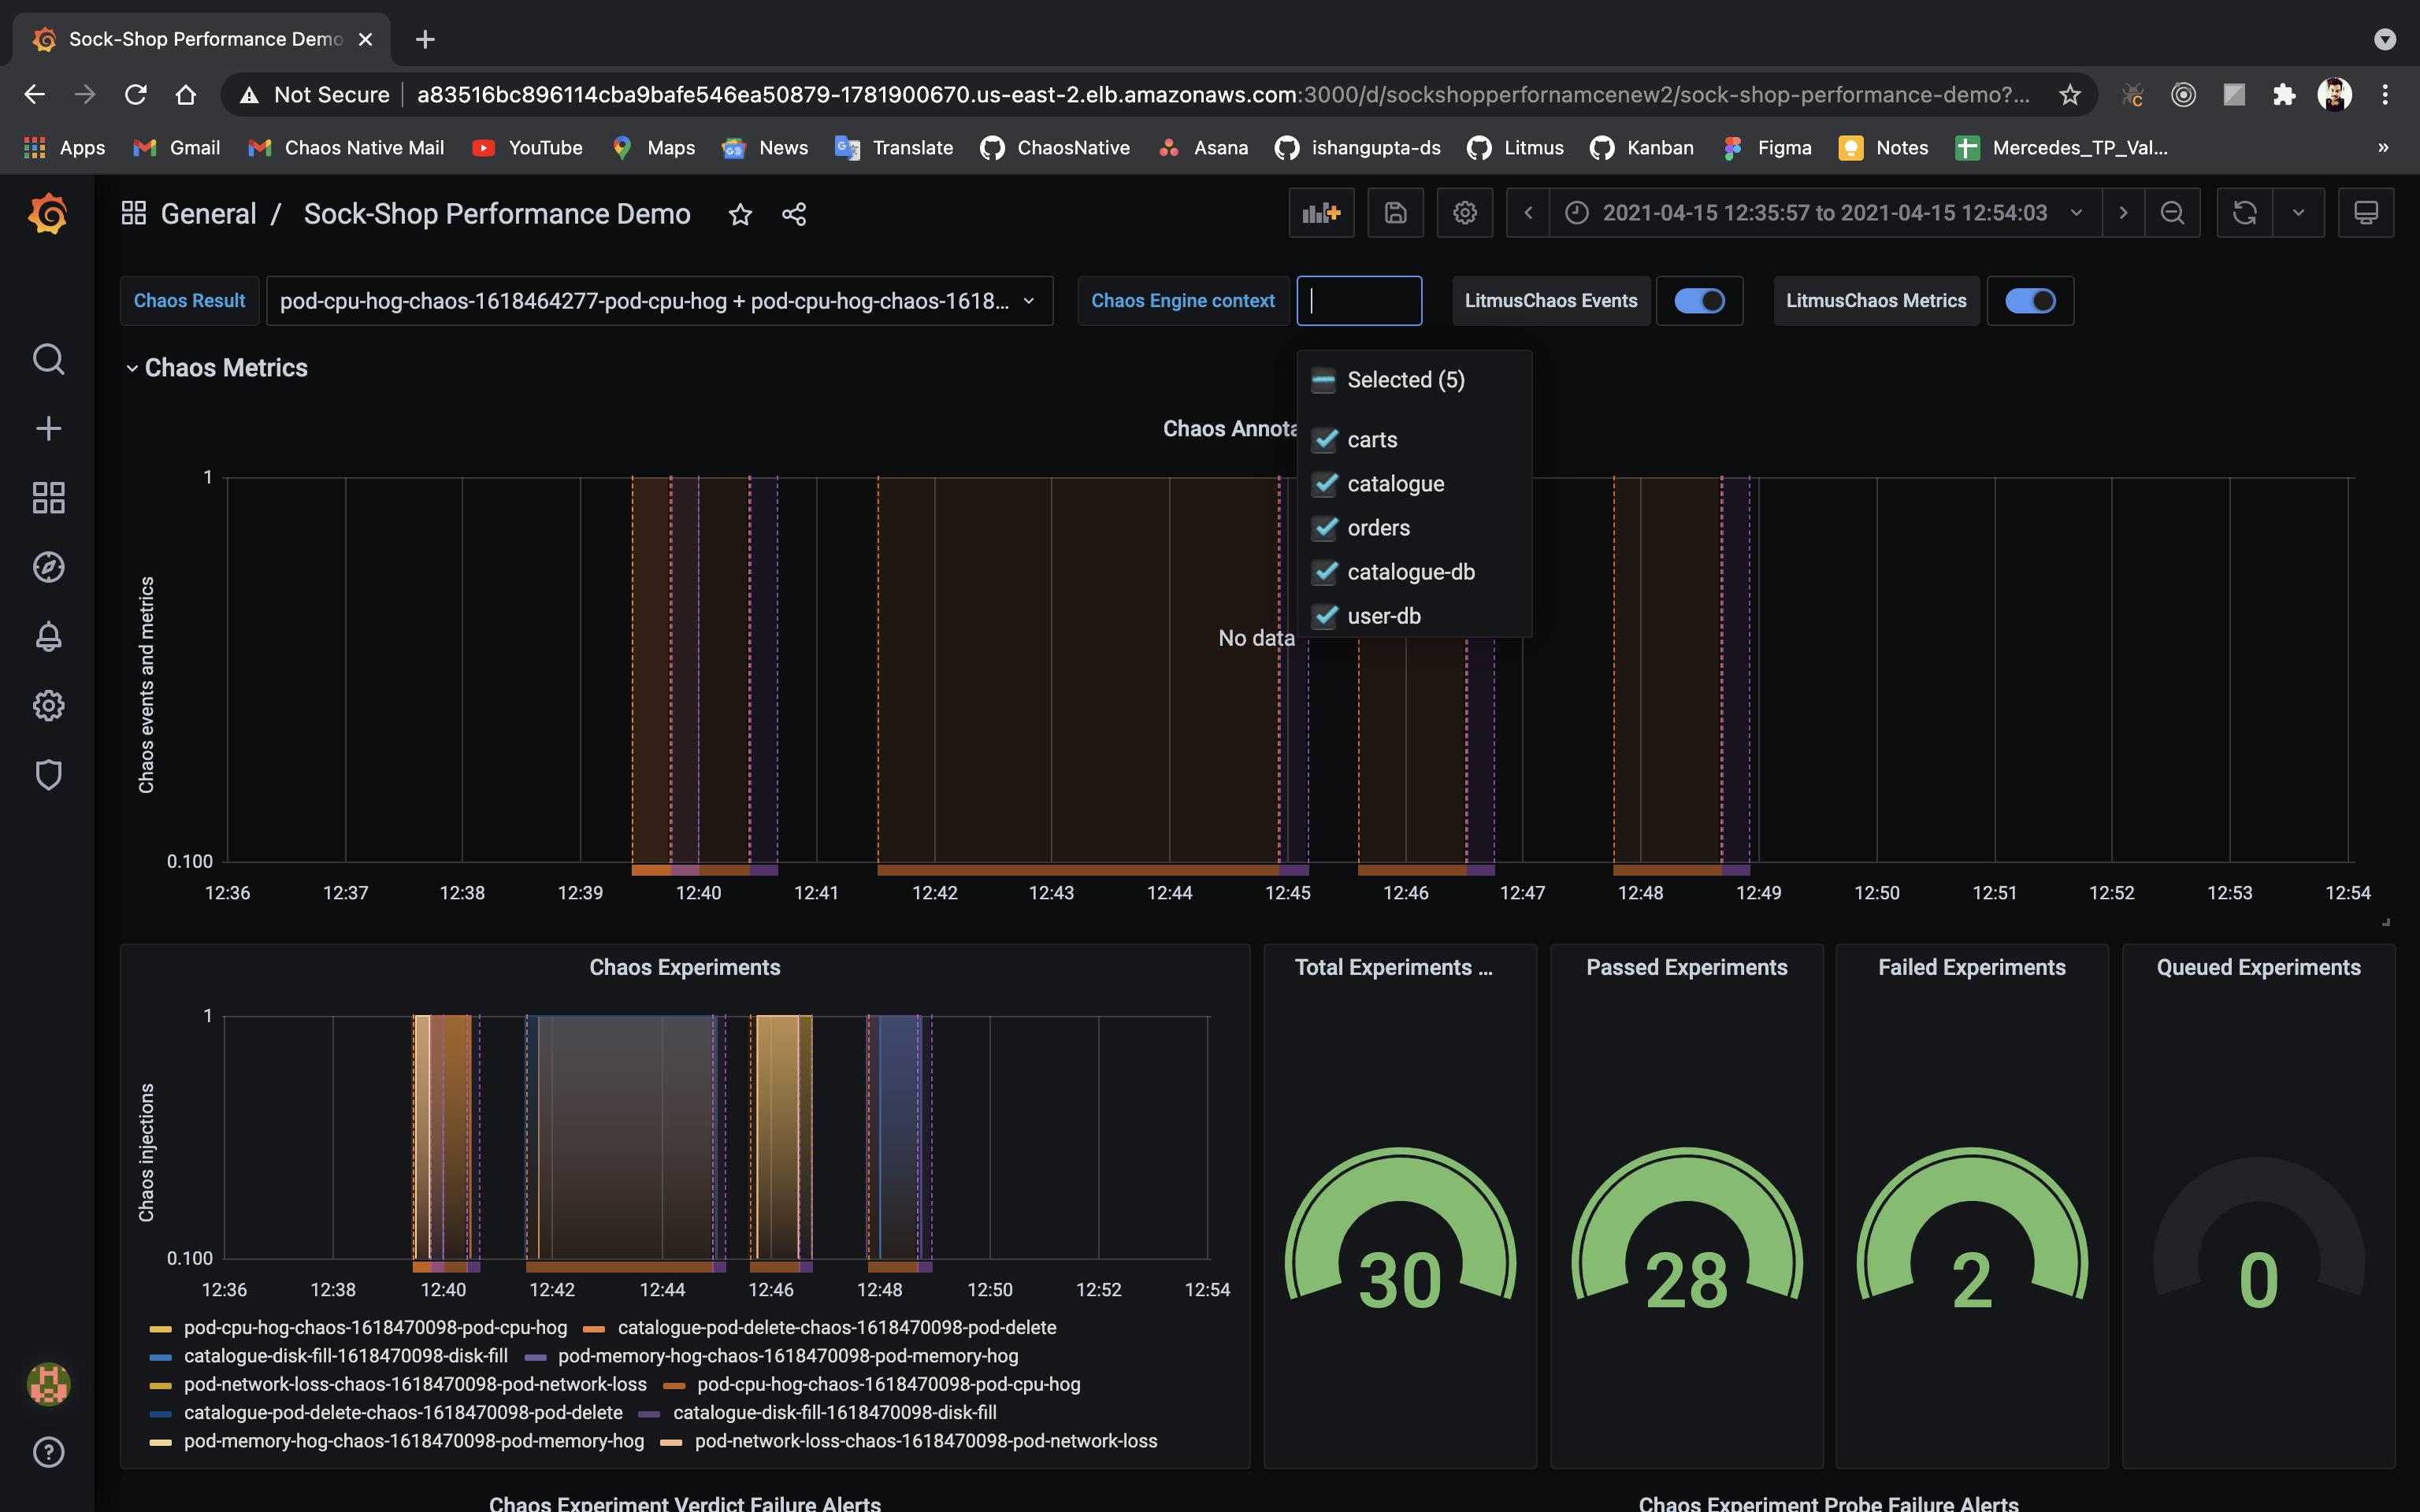 Sock-Shop Performance Demo
Not Secure
a83516bc896114cba9bafe546ea50879-1781900670.us-east-2.elb.amazonaws.com:3000/d/sockshopperfornamcenew2/sock-shop-performance-demo?...
Apps Gmail Chaos Native Mail YouTube Maps News Translate ChaosNative Asana ishangupta-ds Litmus Kanban Figma Notes Mercedes_TP_Val... »
General / Sock-Shop Performance Demo
2021-04-15 12:35:57 to 2021-04-15 12:54:03
Chaos Result pod-cpu-hog-chaos-1618464277-pod-cpu-hog + pod-cpu-hog-chaos-1618... Chaos Engine context LitmusChaos Events LitmusChaos Metrics
Chaos Metrics
Selected (5)
carts
catalogue
orders
catalogue-db
user-db
Chaos Annota
Chaos events and metrics
1
No data
0.100
12:36 12:37 12:38 12:39 12:40 12:41 12:42 12:43 12:44 12:45 12:46 12:47 12:48 12:49 12:50 12:51 12:52 12:53 12:54
Chaos Experiments
Chaos injections
1
0.100
12:36 12:38 12:40 12:42 12:44 12:46 12:48 12:50 12:52 12:54
pod-cpu-hog-chaos-1618470098-pod-cpu-hog catalogue-pod-delete-chaos-1618470098-pod-delete
catalogue-disk-fill-1618470098-disk-fill pod-memory-hog-chaos-1618470098-pod-memory-hog
pod-network-loss-chaos-1618470098-pod-network-loss pod-cpu-hog-chaos-1618470098-pod-cpu-hog
catalogue-pod-delete-chaos-1618470098-pod-delete catalogue-disk-fill-1618470098-disk-fill
pod-memory-hog-chaos-1618470098-pod-memory-hog pod-network-loss-chaos-1618470098-pod-network-loss
Total Experiments ...
30
Passed Experiments
28
Failed Experiments
2
Queued Experiments
0
Chaos Experiment Verdict Failure Alerts
Chaos Experiment Probe Failure Alerts